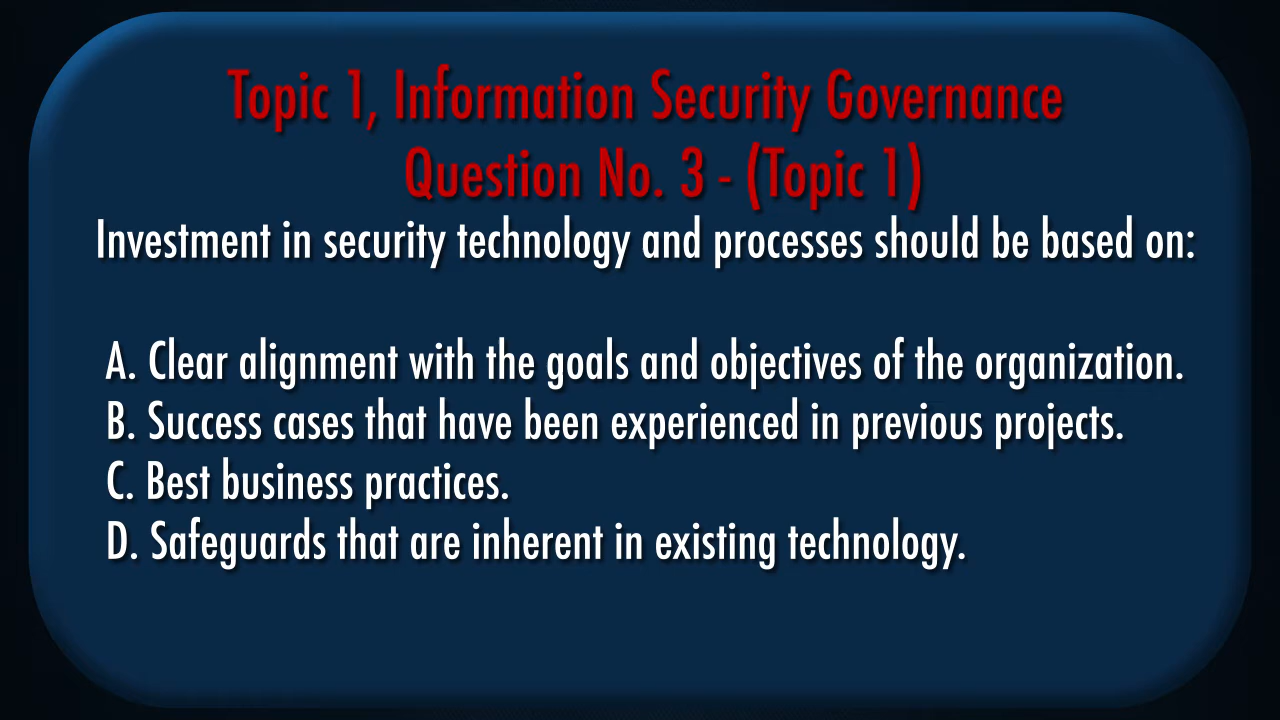 Topic 1, Information Security Governance
Question No. 3 - (Topic 1)
Investment in security technology and processes should be based on:
A. Clear alignment with the goals and objectives of the organization.
B. Success cases that have been experienced in previous projects.
C. Best business practices.
D. Safeguards that are inherent in existing technology.